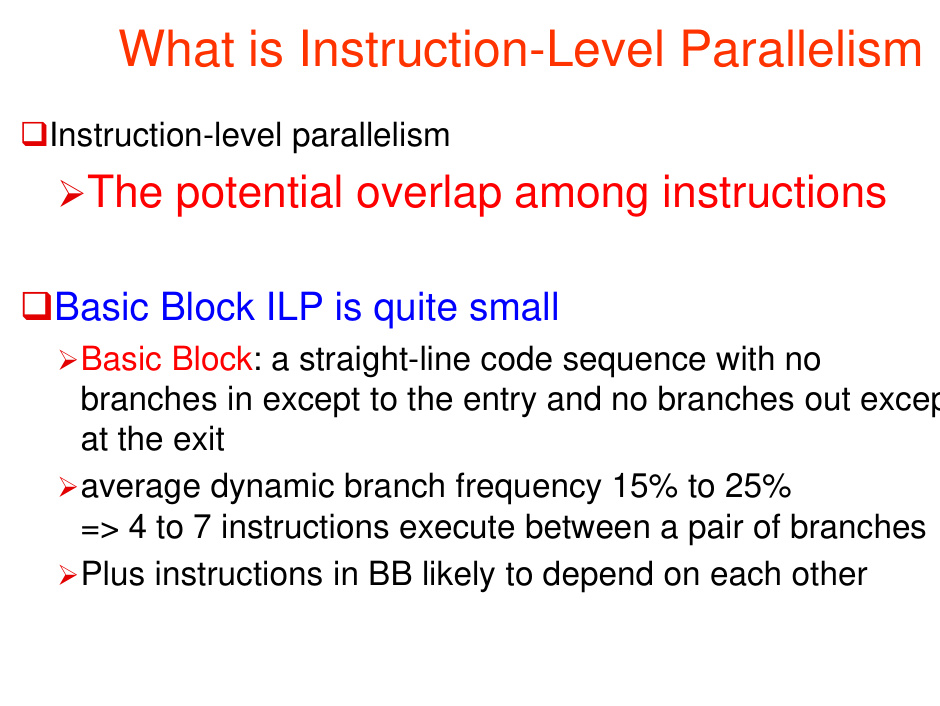 What is Instruction-Level Parallelism
Instruction-level parallelism
The potential overlap among instructions
Basic Block ILP is quite small
Basic Block: a straight-line code sequence with no
branches in except to the entry and no branches out excep
at the exit
average dynamic branch frequency 15% to 25%
=> 4 to 7 instructions execute between a pair of branches
Plus instructions in BB likely to depend on each other